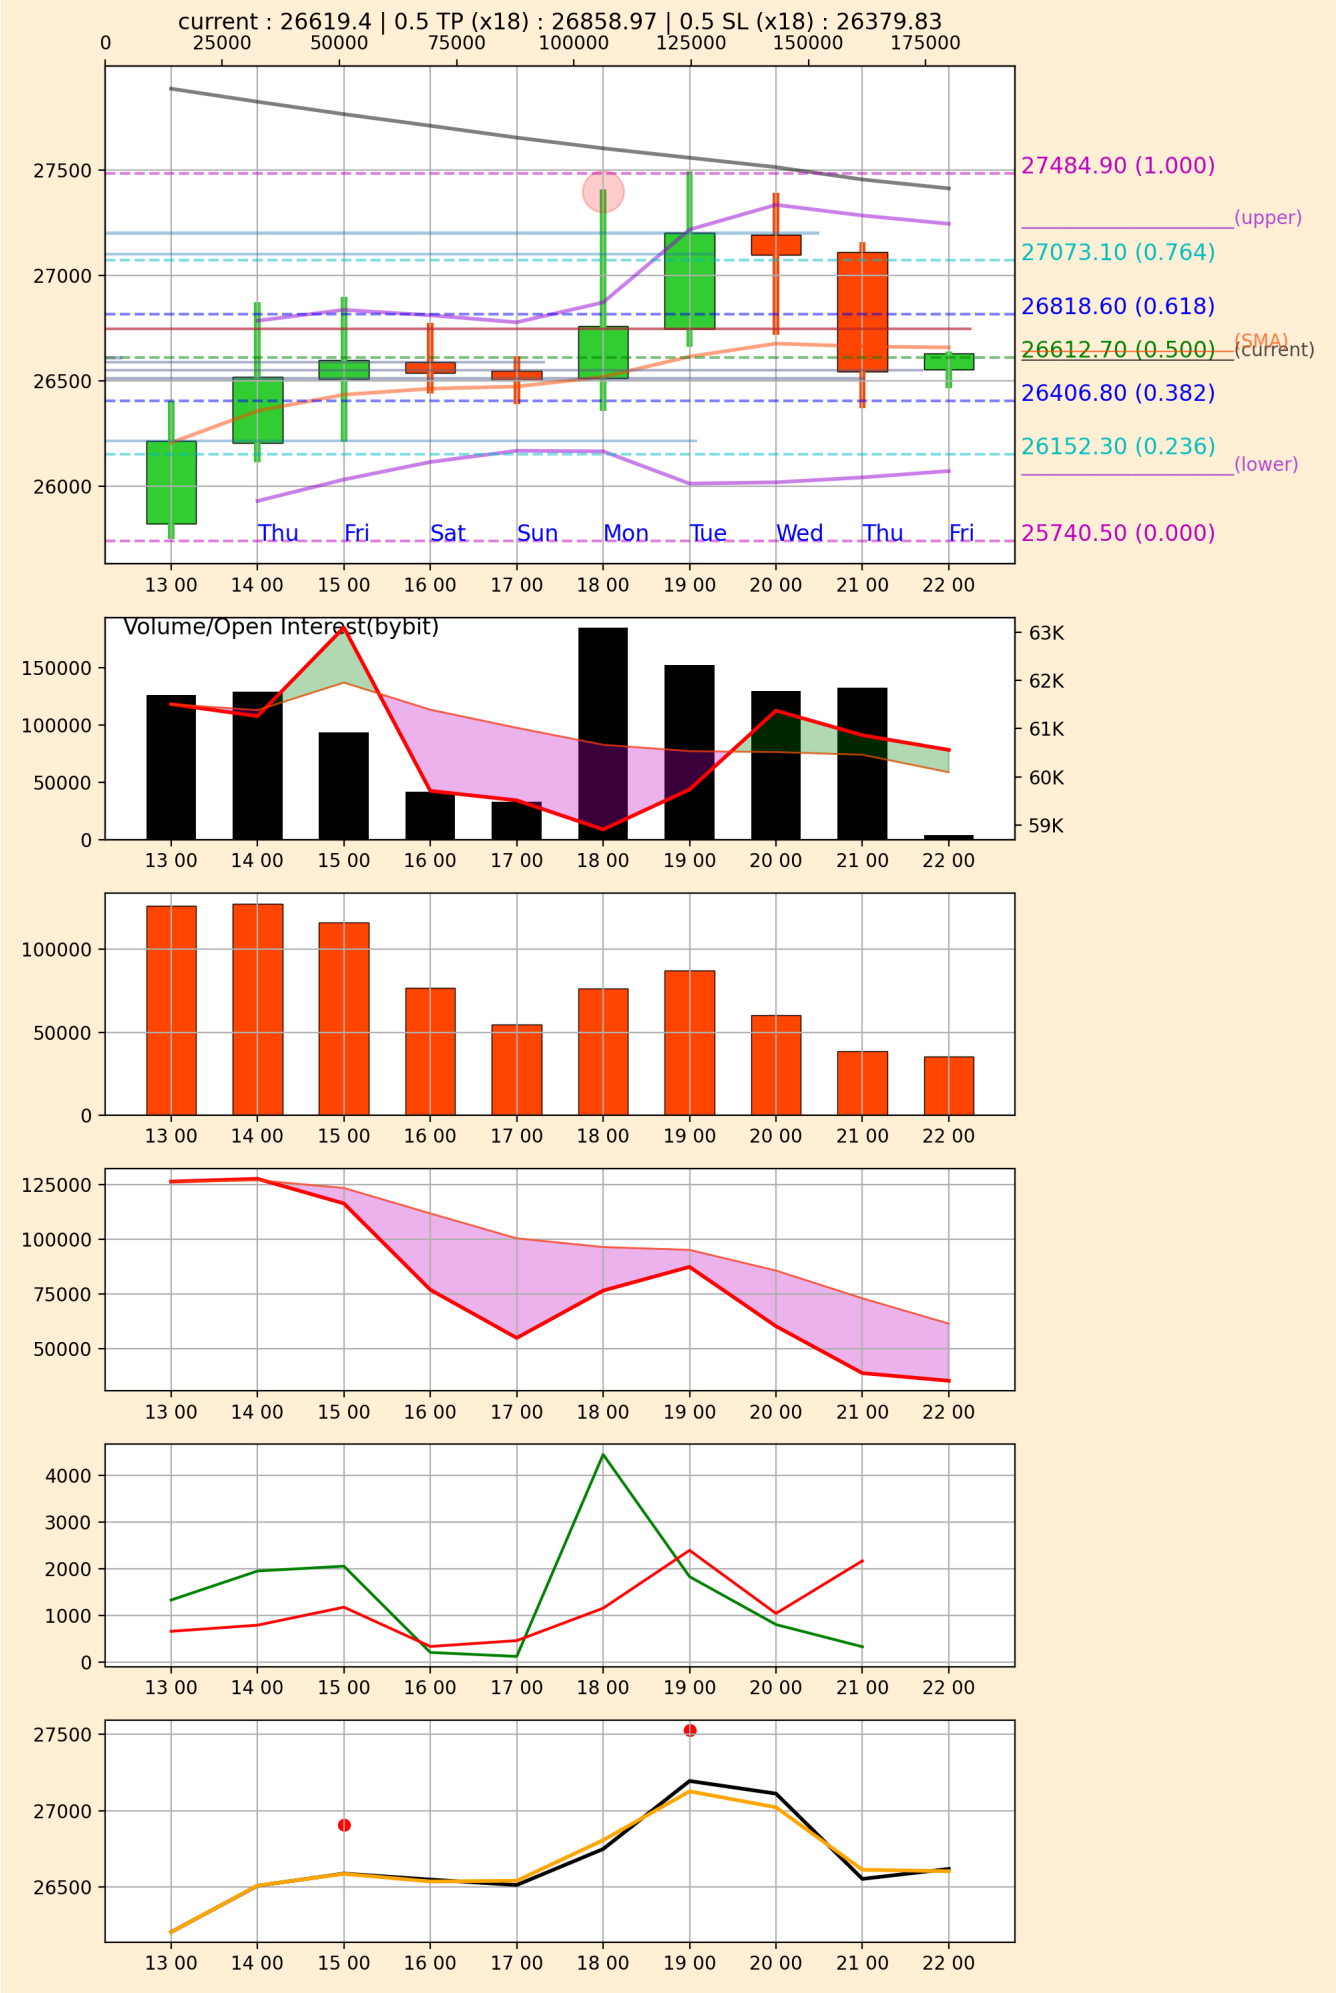 current : 26619.4 | 0.5 TP (x18) : 26858.97 | 0.5 SL (x18) : 26379.83
0 25000 50000 75000 100000 125000 150000 175000
27500
27000
26500
26000
27484.90 (1.000)
(upper)
27073.10 (0.764)
26818.60 (0.618)
(SMA)
26612.70 (0.500)
(current)
26406.80 (0.382)
26152.30 (0.236)
(lower)
25740.50 (0.000)
Thu Fri Sat Sun Mon Tue Wed Thu Fri
13 00 14 00 15 00 16 00 17 00 18 00 19 00 20 00 21 00 22 00
Volume/Open Interest(bybit)
150000
100000
50000
0
63K
62K
61K
60K
59K
13 00 14 00 15 00 16 00 17 00 18 00 19 00 20 00 21 00 22 00
100000
50000
0
13 00 14 00 15 00 16 00 17 00 18 00 19 00 20 00 21 00 22 00
125000
100000
75000
50000
13 00 14 00 15 00 16 00 17 00 18 00 19 00 20 00 21 00 22 00
4000
3000
2000
1000
0
13 00 14 00 15 00 16 00 17 00 18 00 19 00 20 00 21 00 22 00
27500
27000
26500
13 00 14 00 15 00 16 00 17 00 18 00 19 00 20 00 21 00 22 00